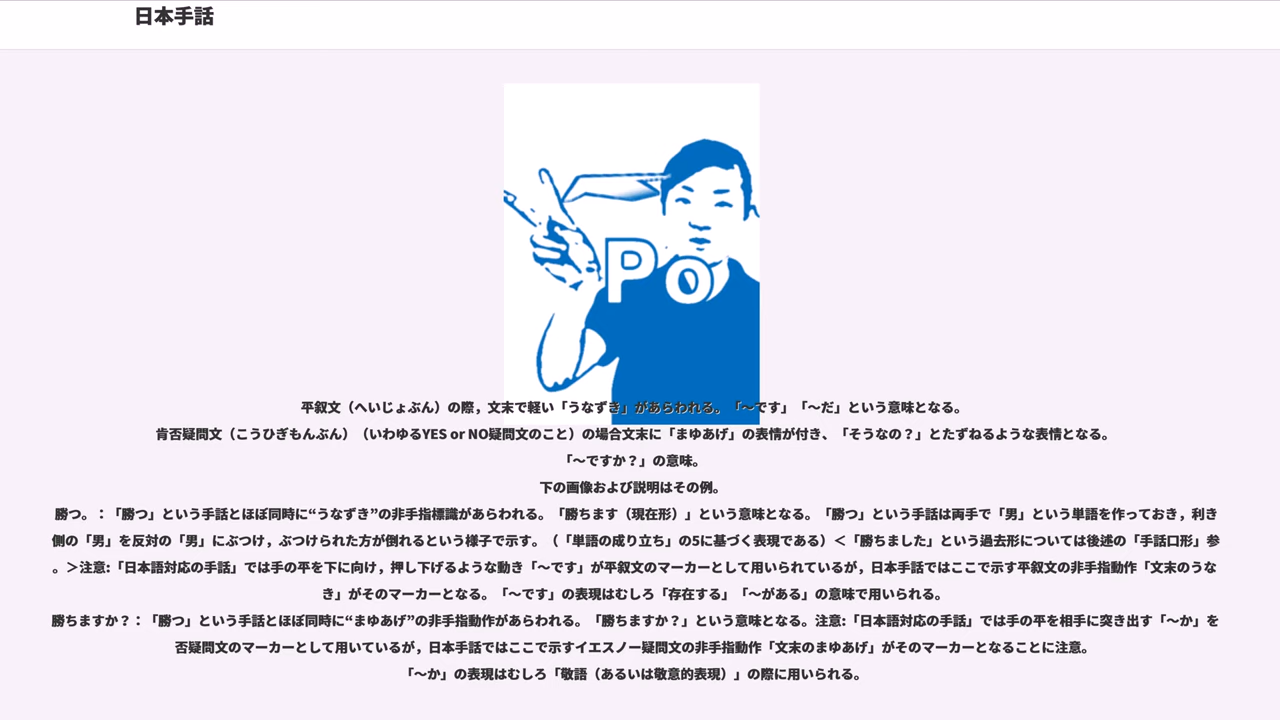 日本手話
Po
平叙文（へいじょぶん）の際，文末で軽い「うなずき」があらわれる。「～です」「～だ」という意味となる。
肯否疑問文（こうひぎもんぶん）（いわゆるYES or NO疑問文のこと）の場合文末に「まゆあげ」の表情が付き、「そうなの？」とたずねるような表情となる。
「～ですか？」の意味。
下の画像および説明はその例。
勝つ。：「勝つ」という手話とほぼ同時に“うなずき”の非手指標識があらわれる。「勝ちます（現在形）」という意味となる。「勝つ」という手話は両手で「男」という単語を作っておき，利き
側の「男」を反対の「男」にぶつけ，ぶつけられた方が倒れるという様子で示す。（「単語の成り立ち」の5に基づく表現である）＜「勝ちました」という過去形については後述の「手話口形」参
。＞注意:「日本語対応の手話」では手の平を下に向け，押し下げるような動き「～です」が平叙文のマーカーとして用いられているが，日本手話ではここで示す平叙文の非手指動作「文末のうな
き」がそのマーカーとなる。「～です」の表現はむしろ「存在する」「～がある」の意味で用いられる。
勝ちますか？：「勝つ」という手話とほぼ同時に“まゆあげ”の非手指動作があらわれる。「勝ちますか？」という意味となる。注意:「日本語対応の手話」では手の平を相手に突き出す「～か」を
否疑問文のマーカーとして用いているが，日本手話ではここで示すイエスノー疑問文の非手指動作「文末のまゆあげ」がそのマーカーとなることに注意。
「～か」の表現はむしろ「敬語（あるいは敬意的表現）」の際に用いられる。